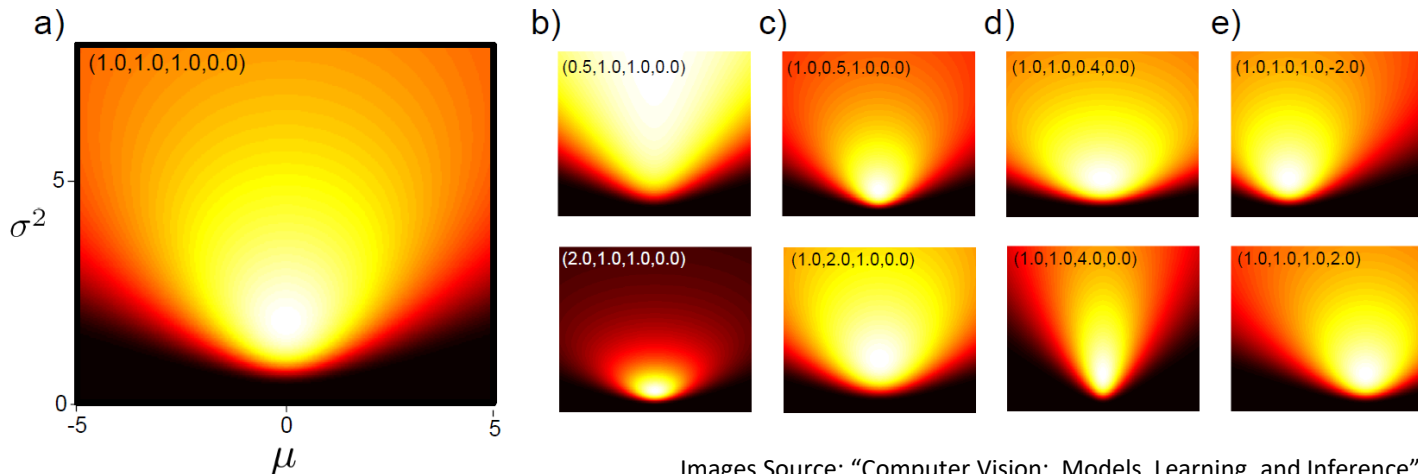 a)
(1.0,1.0,1.0,0.0)
5
σ²
0
-5
0
5
μ
b)
(0.5,1.0,1.0,0.0)
(2.0,1.0,1.0,0.0)
c)
(1.0,0.5,1.0,0.0)
(1.0,2.0,1.0,0.0)
d)
(1.0,1.0,0.4,0.0)
(1.0,1.0,4.0,0.0)
e)
(1.0,1.0,1.0,-2.0)
(1.0,1.0,1.0,2.0)
Images Source: “Computer Vision: Models, Learning, and Inference”